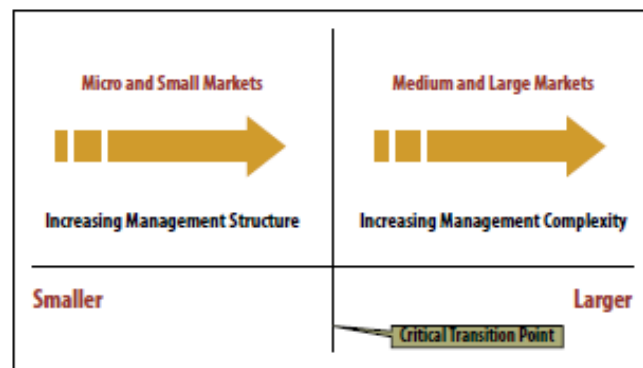 Micro and Small Markets
Medium and Large Markets
Increasing Management Structure
Increasing Management Complexity
Smaller
Larger
Critical Transition Point